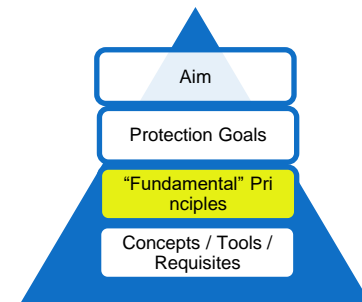 Aim
Protection Goals
“Fundamental” Pri
nciples
Concepts / Tools /
Requisites